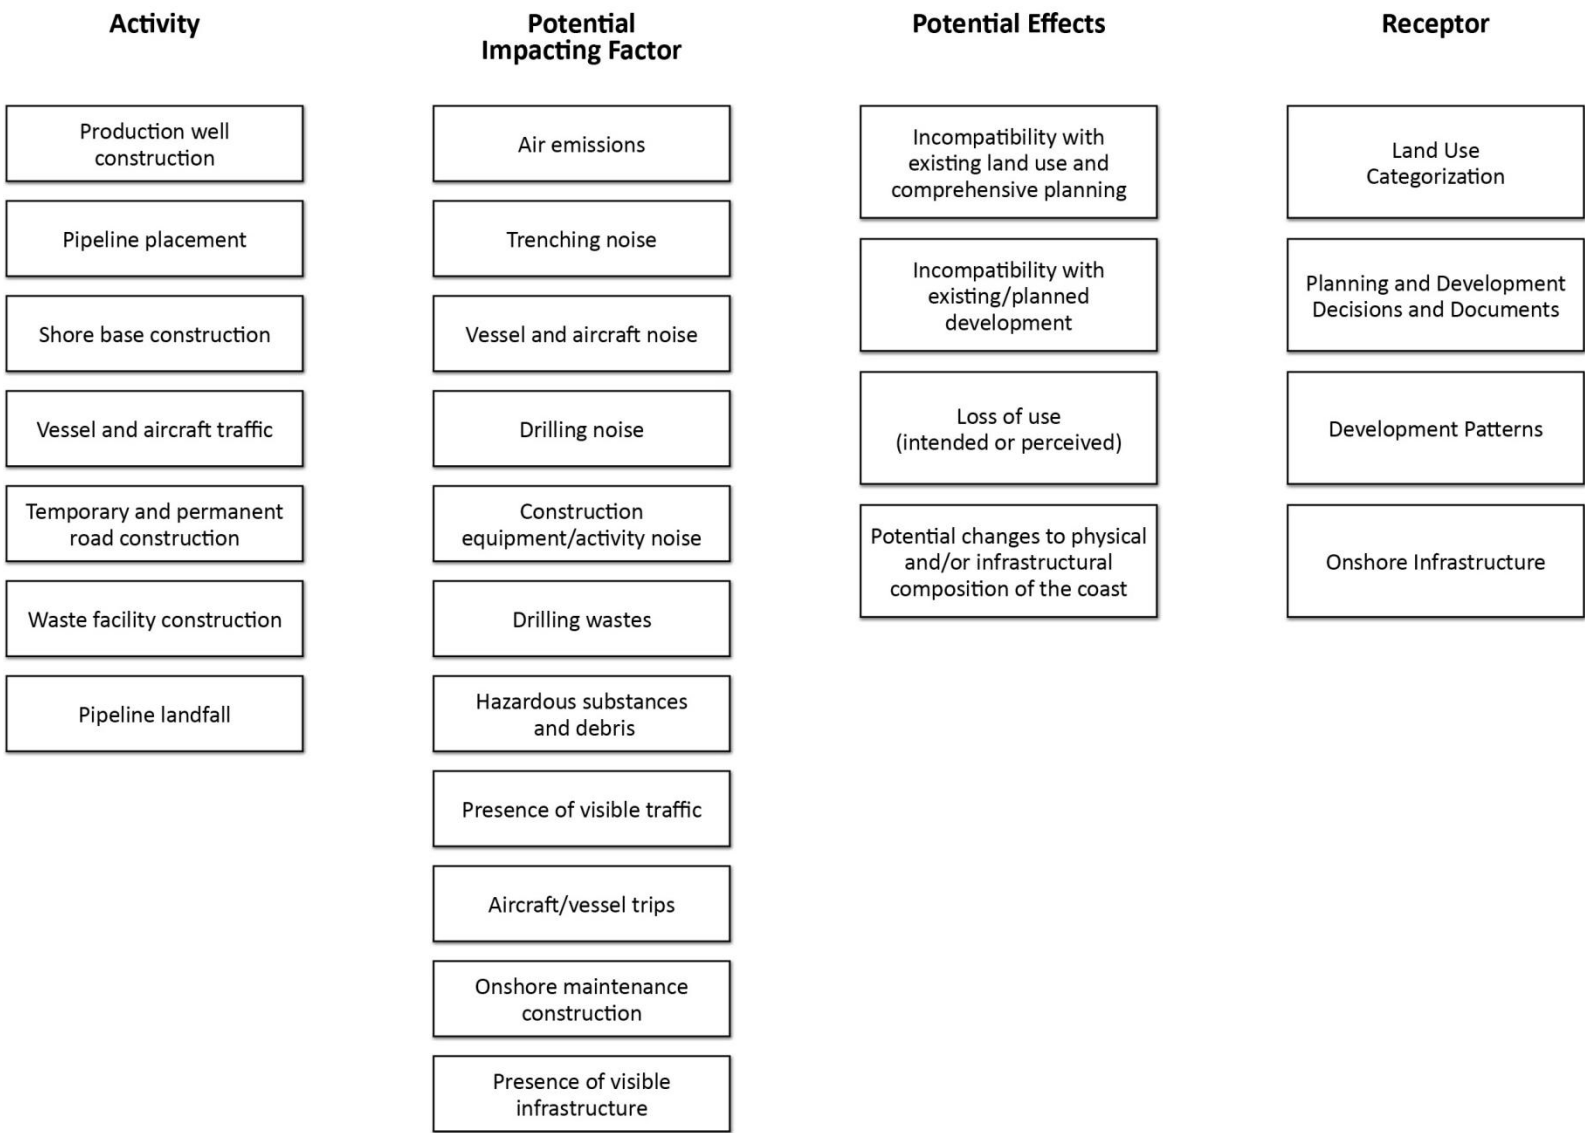 Activity
Potential
Impacting Factor
Potential Effects
Receptor
Production well
construction
Pipeline placement
Shore base construction
Vessel and aircraft traffic
Temporary and permanent
road construction
Waste facility construction
Pipeline landfall
Air emissions
Trenching noise
Vessel and aircraft noise
Drilling noise
Construction
equipment/activity noise
Drilling wastes
Hazardous substances
and debris
Presence of visible traffic
Aircraft/vessel trips
Onshore maintenance
construction
Presence of visible
infrastructure
Incompatibility with
existing land use and
comprehensive planning
Incompatibility with
existing/planned
development
Loss of use
(intended or perceived)
Potential changes to physical
and/or infrastructural
composition of the coast
Land Use
Categorization
Planning and Development
Decisions and Documents
Development Patterns
Onshore Infrastructure